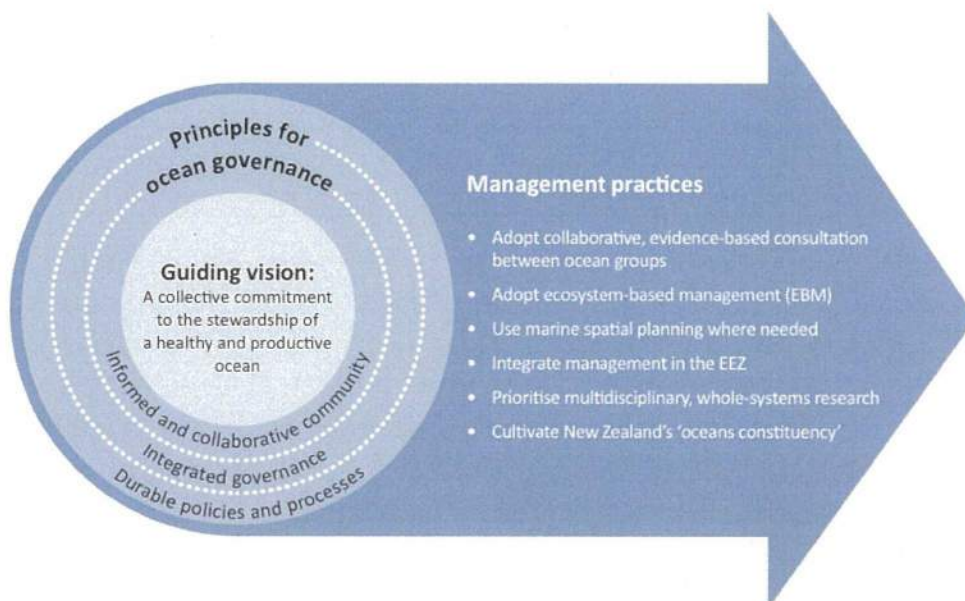 Principles for
ocean governance
Guiding vision:
A collective commitment
to the stewardship of
a healthy and productive
ocean
Informed and collaborative community
Integrated governance
Durable policies and processes
Management practices
• Adopt collaborative, evidence-based consultation
between ocean groups
• Adopt ecosystem-based management (EBM)
• Use marine spatial planning where needed
• Integrate management in the EEZ
• Prioritise multidisciplinary, whole-systems research
• Cultivate New Zealand's 'oceans constituency'